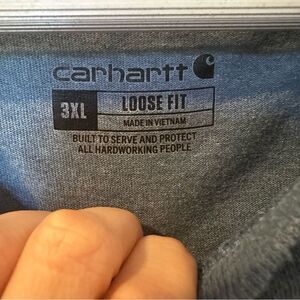 carhartt
3XL LOOSE FIT
MADE IN VIETNAM
BUILT TO SERVE AND PROTECT
ALL HARDWORKING PEOPLE